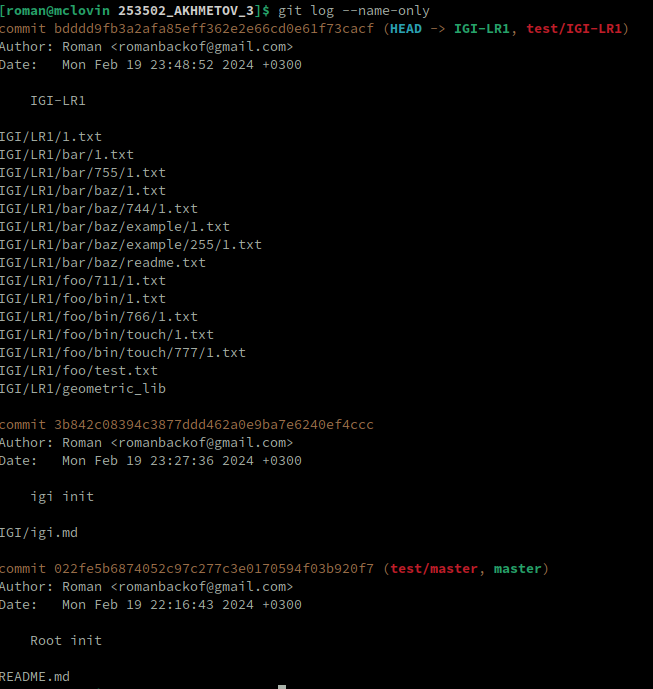 [roman@mclovin 253502_AKHMETOV_3]$ git log --name-only
commit bdddd9fb3a2afa85eff362e2e66cd0e61f73cacf (HEAD -> IGI-LR1, test/IGI-LR1)
Author: Roman <romanbackof@gmail.com>
Date:   Mon Feb 19 23:48:52 2024 +0300
    IGI-LR1
IGI/LR1/1.txt
IGI/LR1/bar/1.txt
IGI/LR1/bar/755/1.txt
IGI/LR1/bar/baz/1.txt
IGI/LR1/bar/baz/744/1.txt
IGI/LR1/bar/baz/example/1.txt
IGI/LR1/bar/baz/example/255/1.txt
IGI/LR1/bar/baz/readme.txt
IGI/LR1/foo/711/1.txt
IGI/LR1/foo/bin/1.txt
IGI/LR1/foo/bin/766/1.txt
IGI/LR1/foo/bin/touch/1.txt
IGI/LR1/foo/bin/touch/777/1.txt
IGI/LR1/foo/test.txt
IGI/LR1/geometric_lib
commit 3b842c08394c3877ddd462a0e9ba7e6240ef4ccc
Author: Roman <romanbackof@gmail.com>
Date:   Mon Feb 19 23:27:36 2024 +0300
    igi init
IGI/igi.md
commit 022fe5b6874052c97c277c3e0170594f03b920f7 (test/master, master)
Author: Roman <romanbackof@gmail.com>
Date:   Mon Feb 19 22:16:43 2024 +0300
    Root init
README.md